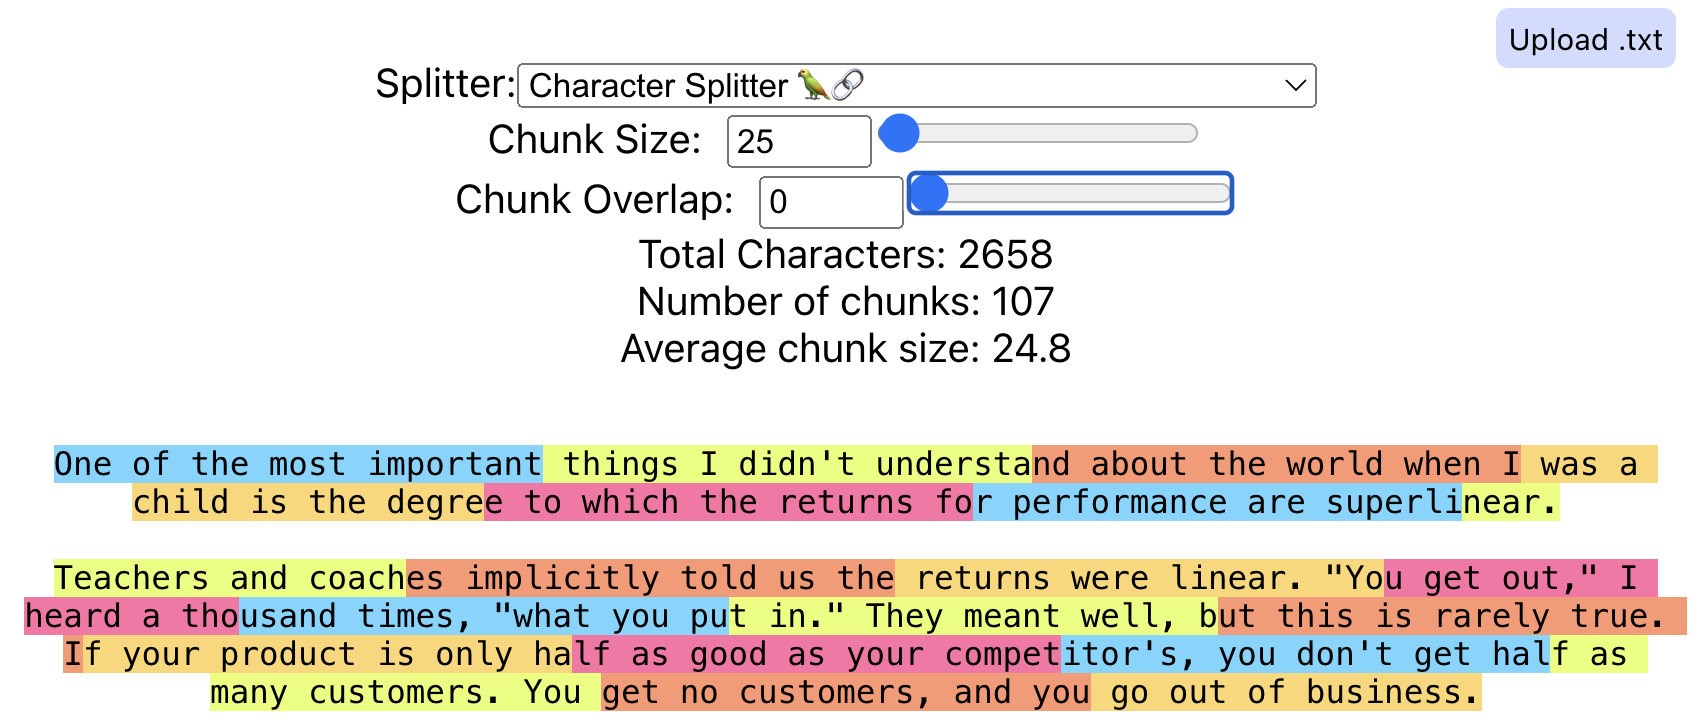 Upload .txt
Splitter: Character Splitter 🦜🔗
Chunk Size: 25
Chunk Overlap: 0
Total Characters: 2658
Number of chunks: 107
Average chunk size: 24.8
One of the most important things I didn't understand about the world when I was a
child is the degree to which the returns for performance are superlinear.
Teachers and coaches implicitly told us the returns were linear. "You get out," I
heard a thousand times, "what you put in." They meant well, but this is rarely true.
If your product is only half as good as your competitor's, you don't get half as
many customers. You get no customers, and you go out of business.